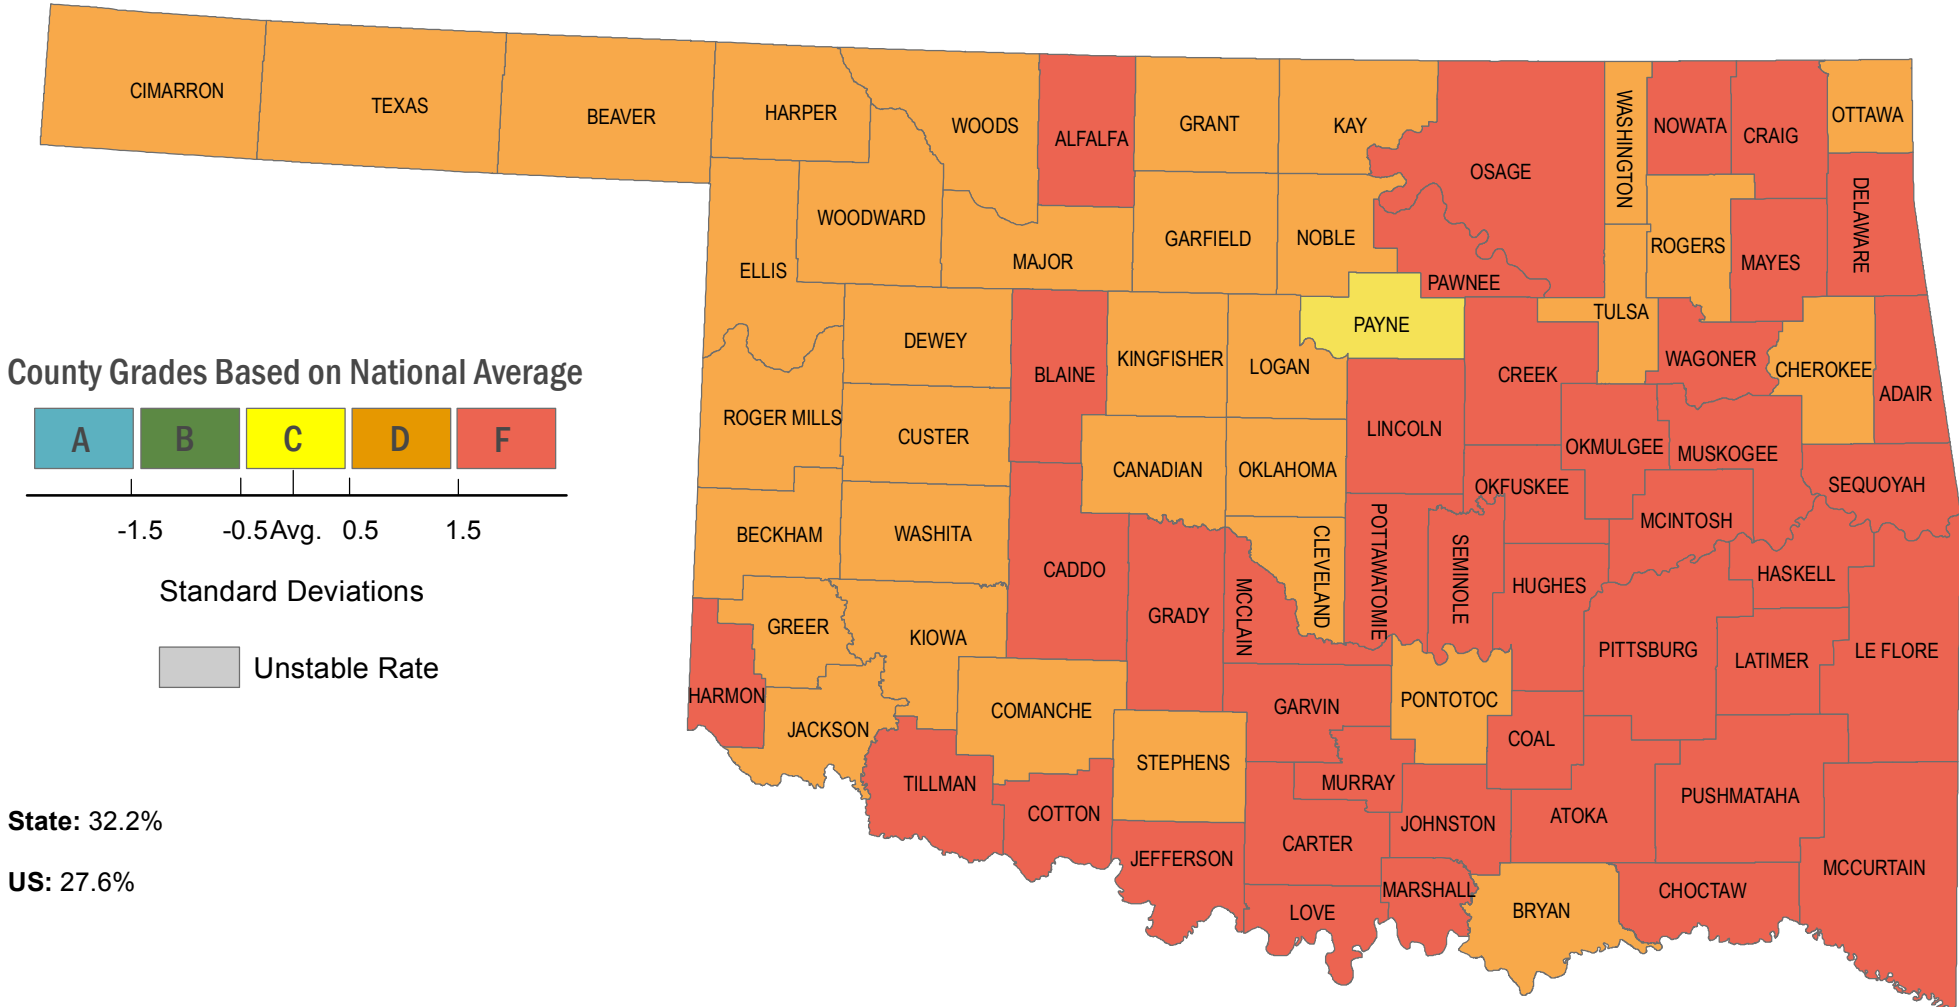 CIMARRON
TEXAS
BEAVER
HARPER
WOODS
ALFALFA
GRANT
KAY
OSAGE
WASHINGTON
NOWATA
CRAIG
OTTAWA
DELAWARE
WOODWARD
ELLIS
MAJOR
GARFIELD
NOBLE
PAWNEE
ROGERS
MAYES
TULSA
PAYNE
DEWEY
BLAINE
KINGFISHER
LOGAN
CREEK
WAGONER
CHEROKEE
ADAIR
County Grades Based on National Average
A B C D F
-1.5 -0.5 Avg. 0.5 1.5
Standard Deviations
Unstable Rate
ROGER MILLS
CUSTER
CANADIAN
OKLAHOMA
LINCOLN
OKMULGEE
MUSKOGEE
SEQUOYAH
OKFUSKEE
MCINTOSH
BECKHAM
WASHITA
CADDO
GRADY
MCCLAIN
CLEVELAND
POTTAWATOMIE
SEMINOLE
HUGHES
HASKELL
PITTSBURG
LATIMER
LE FLORE
GREER
KIOWA
HARMON
JACKSON
COMANCHE
GARVIN
PONTOTOC
COAL
STEPHENS
TILLMAN
COTTON
MURRAY
JOHNSTON
ATOKA
PUSHMATAHA
JEFFERSON
CARTER
MARSHALL
LOVE
BRYAN
CHOCTAW
MCCURTAIN
State: 32.2%
US: 27.6%